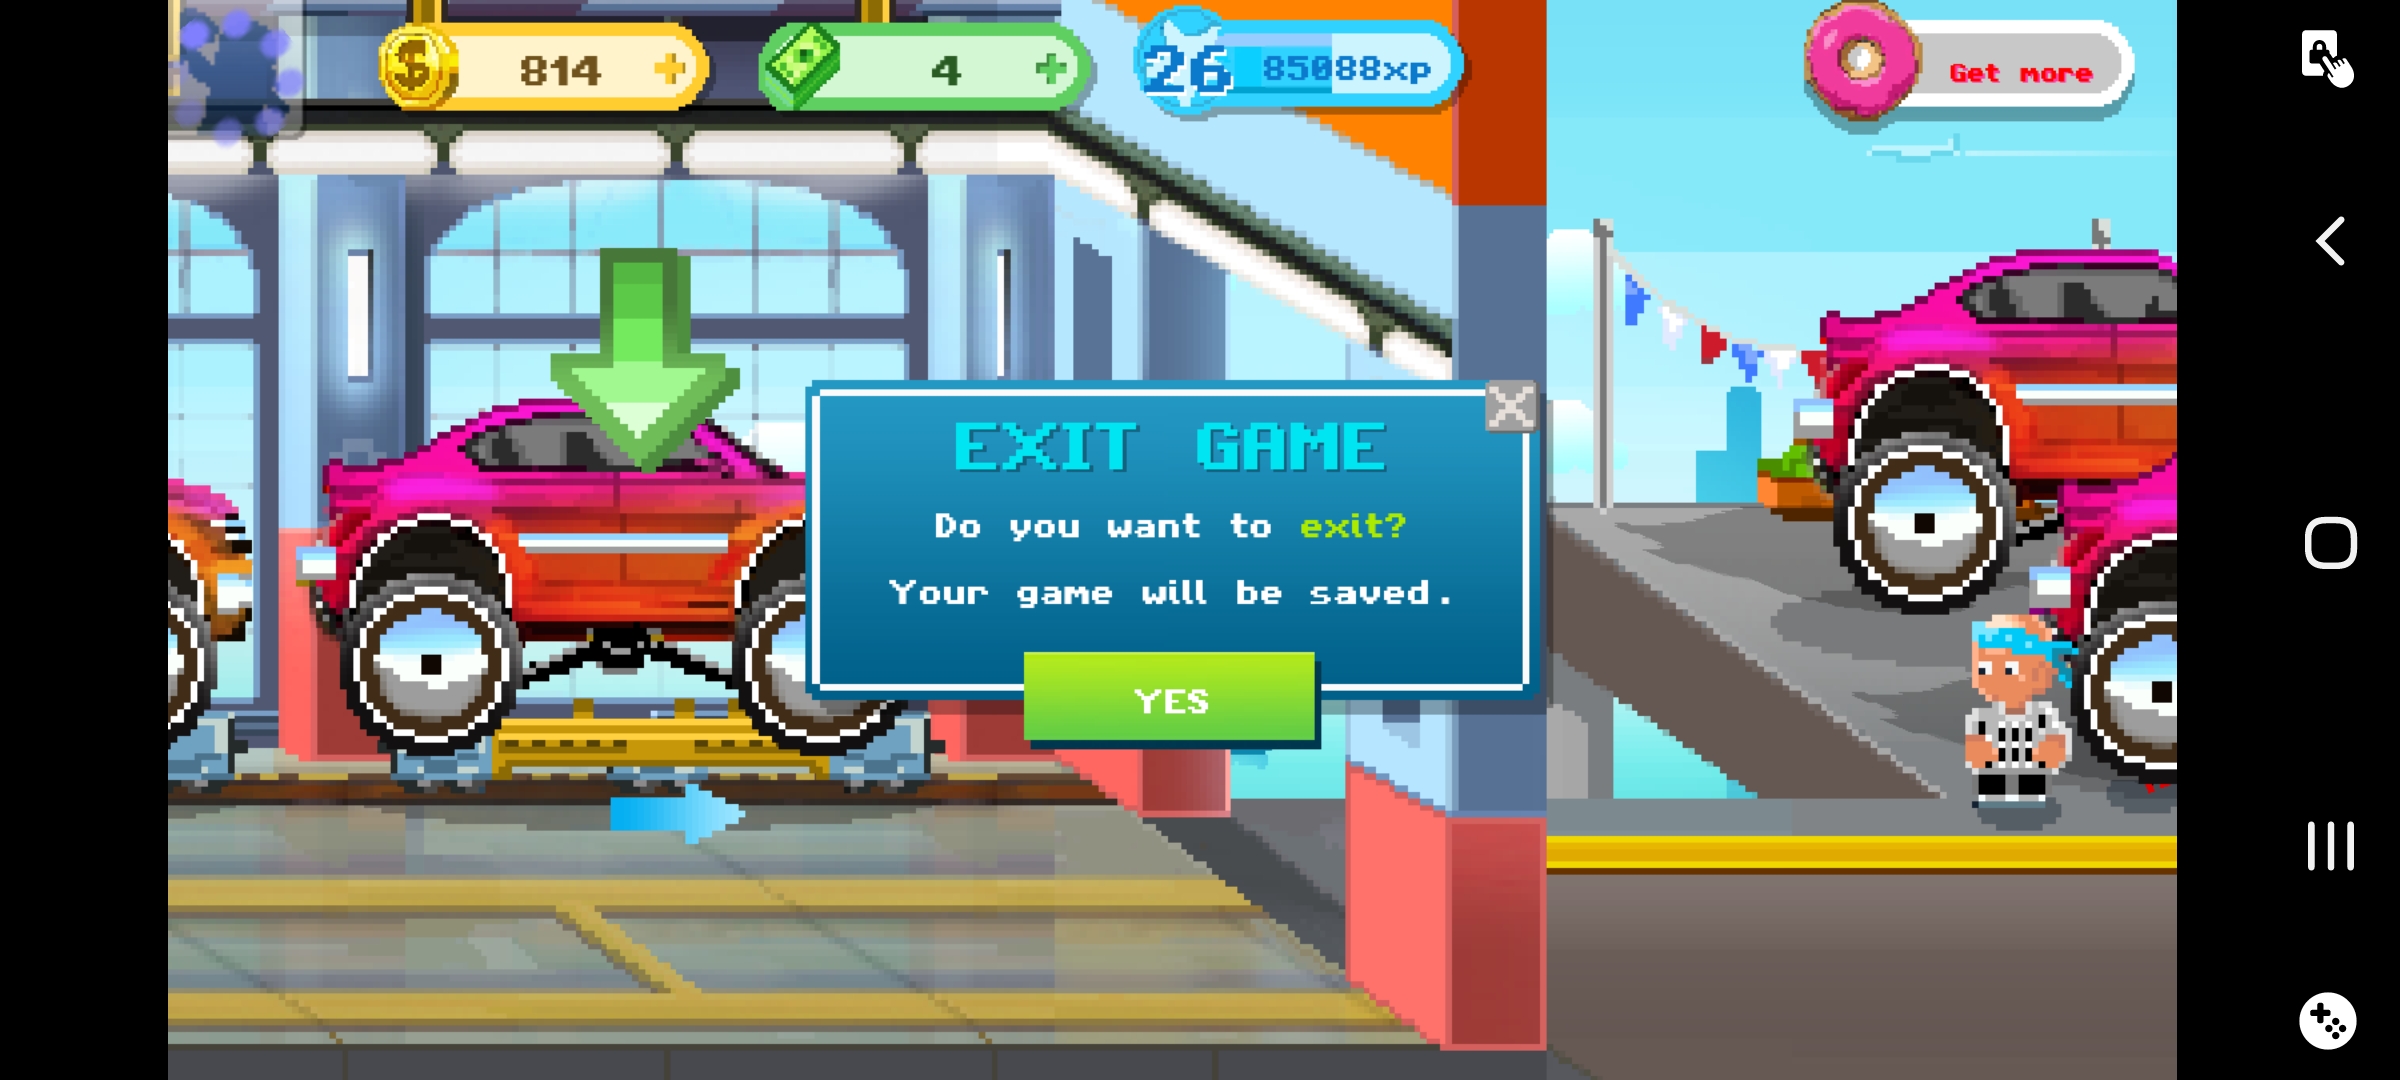 814
4
26
85088xp
Get more
EXIT GAME
Do you want to exit?
Your game will be saved.
YES